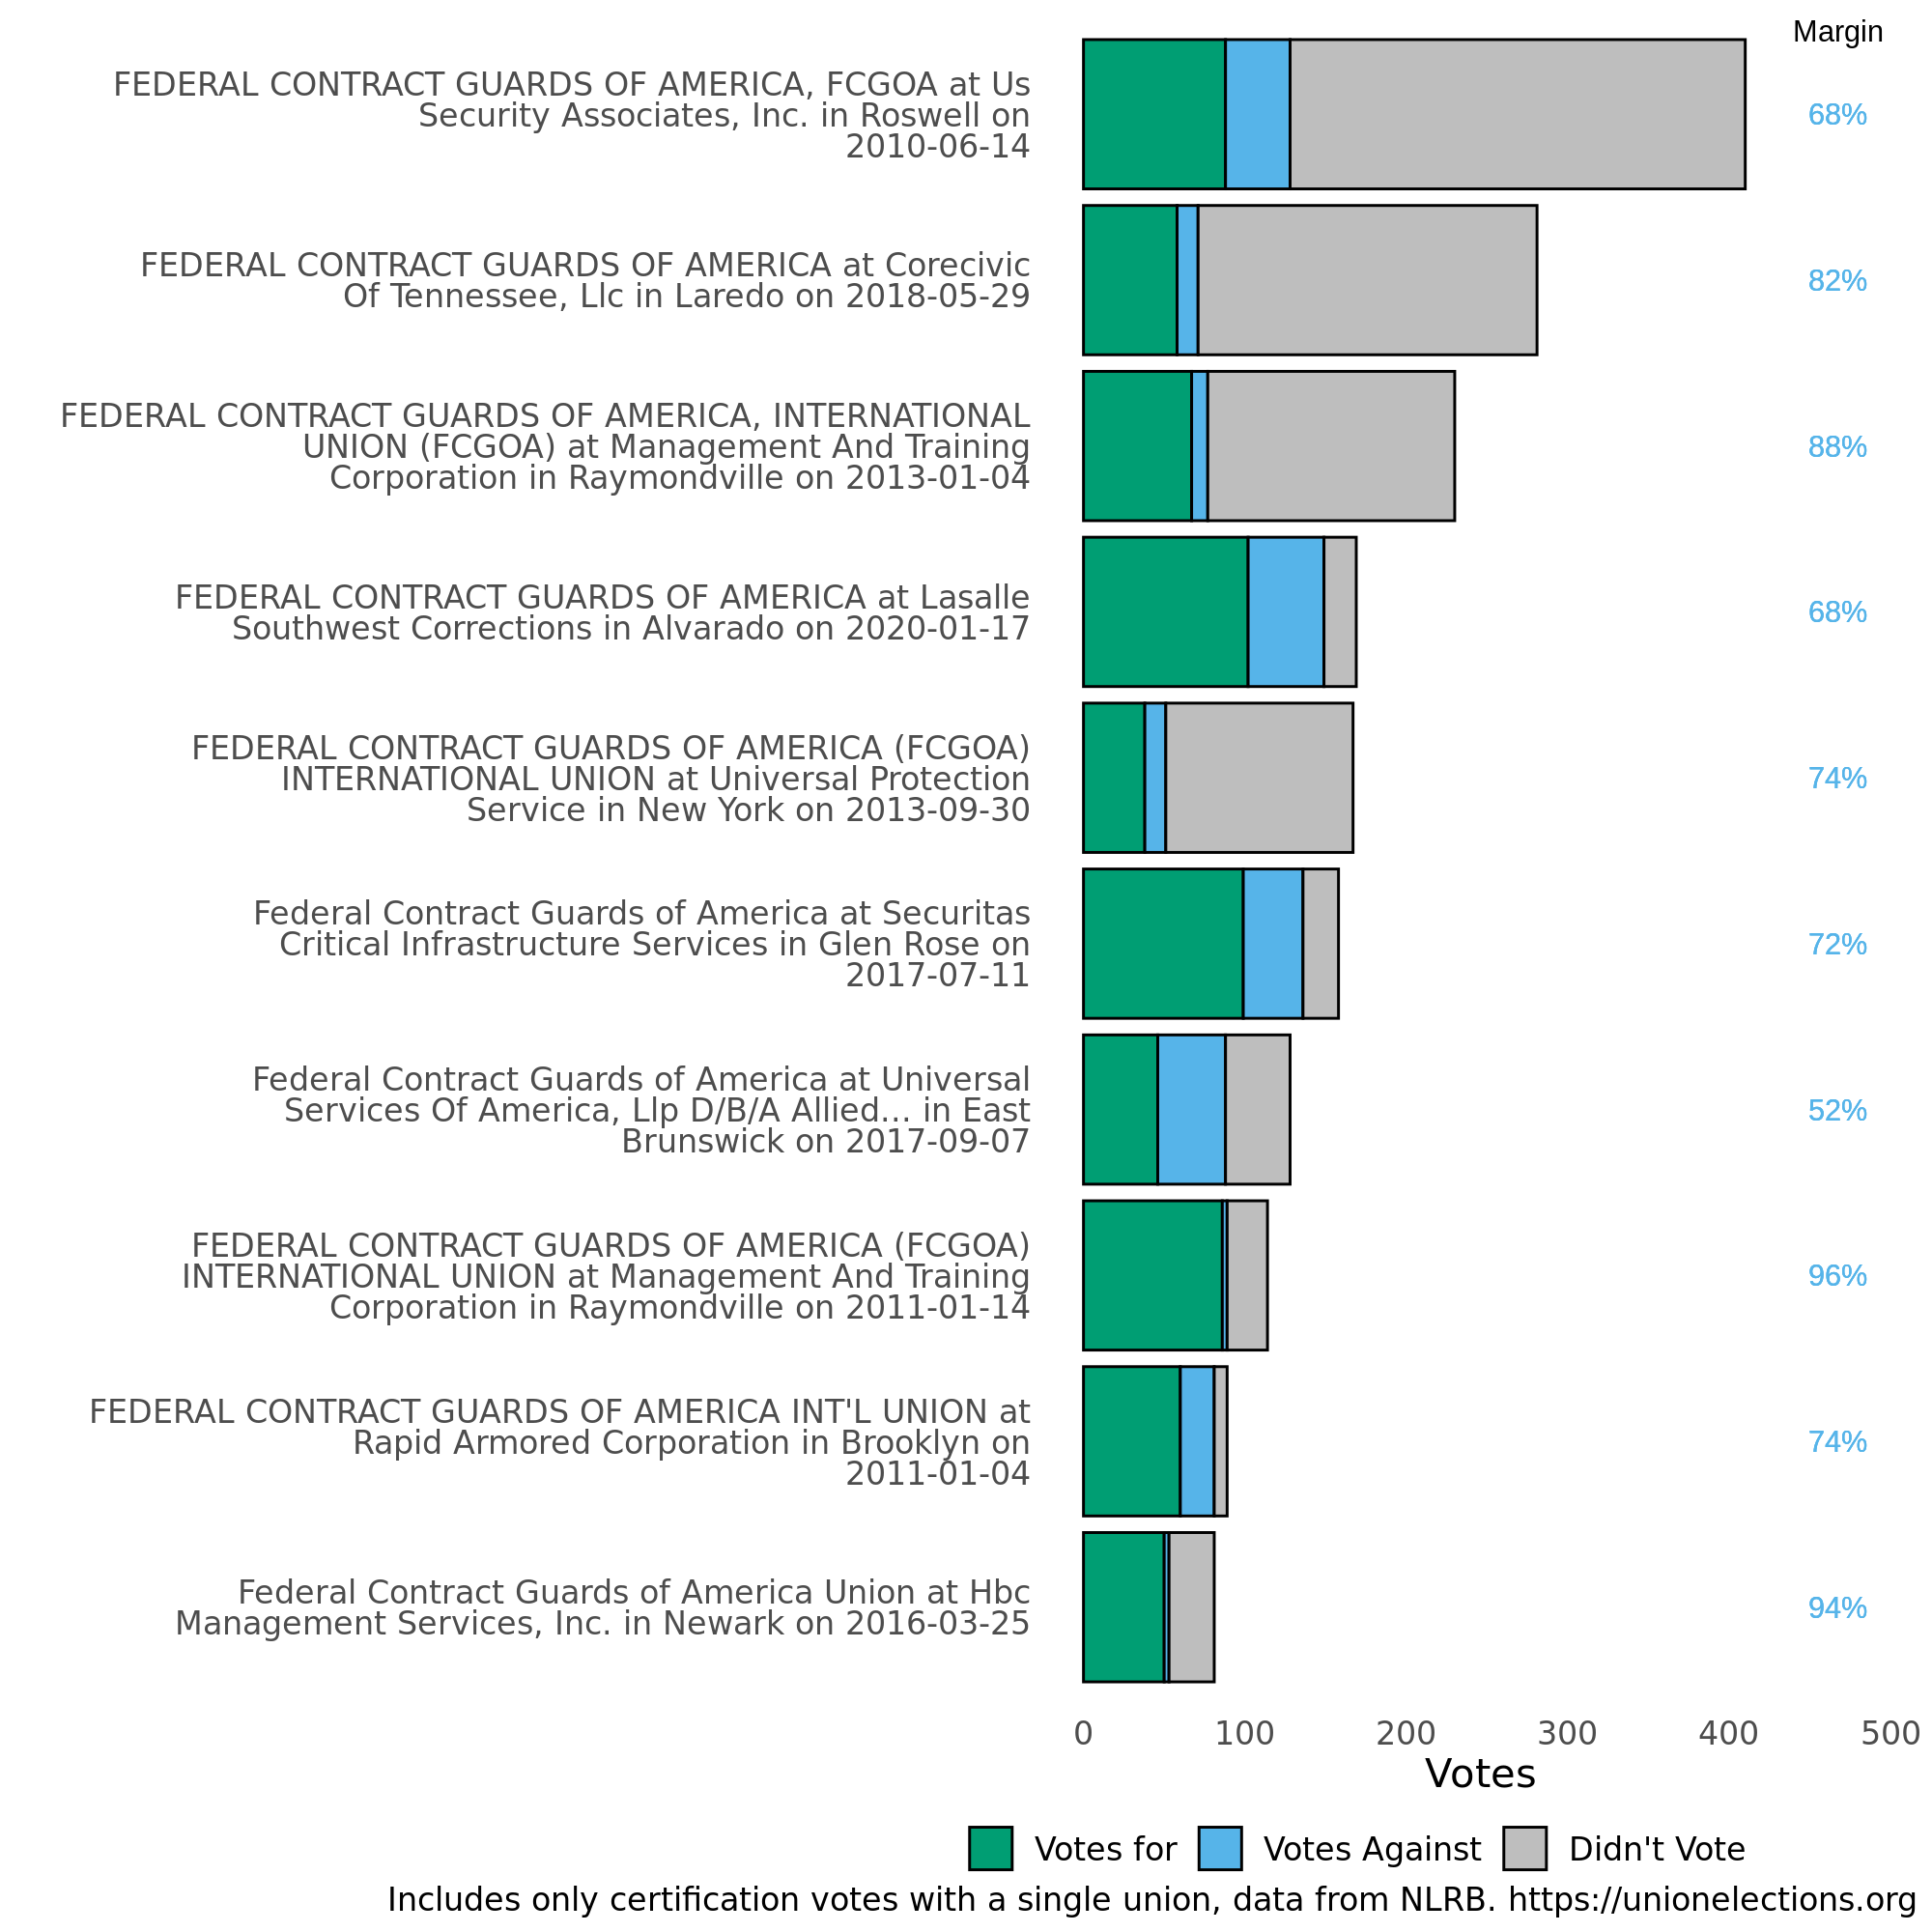 Margin
FEDERAL CONTRACT GUARDS OF AMERICA, FCGOA at Us
Security Associates, Inc. in Roswell on
2010-06-14
68%
FEDERAL CONTRACT GUARDS OF AMERICA at Corecivic
Of Tennessee, Llc in Laredo on 2018-05-29
82%
FEDERAL CONTRACT GUARDS OF AMERICA, INTERNATIONAL
UNION (FCGOA) at Management And Training
Corporation in Raymondville on 2013-01-04
88%
FEDERAL CONTRACT GUARDS OF AMERICA at Lasalle
Southwest Corrections in Alvarado on 2020-01-17
68%
FEDERAL CONTRACT GUARDS OF AMERICA (FCGOA)
INTERNATIONAL UNION at Universal Protection
Service in New York on 2013-09-30
74%
Federal Contract Guards of America at Securitas
Critical Infrastructure Services in Glen Rose on
2017-07-11
72%
Federal Contract Guards of America at Universal
Services Of America, Llp D/B/A Allied... in East
Brunswick on 2017-09-07
52%
FEDERAL CONTRACT GUARDS OF AMERICA (FCGOA)
INTERNATIONAL UNION at Management And Training
Corporation in Raymondville on 2011-01-14
96%
FEDERAL CONTRACT GUARDS OF AMERICA INT'L UNION at
Rapid Armored Corporation in Brooklyn on
2011-01-04
74%
Federal Contract Guards of America Union at Hbc
Management Services, Inc. in Newark on 2016-03-25
94%
0 100 200 300 400 500
Votes
Votes for Votes Against Didn't Vote
Includes only certification votes with a single union, data from NLRB. https://unionelections.org